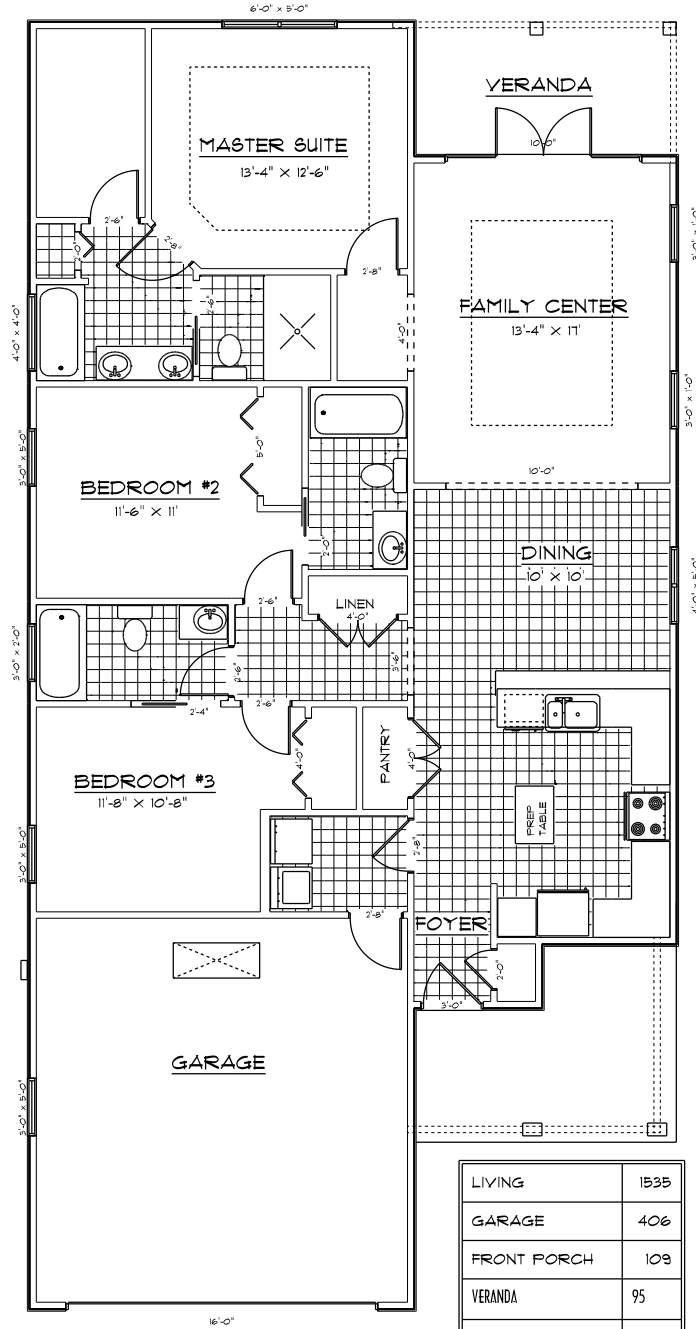 6'-0" x 5'-0"
VERANDA
10'-0"
MASTER SUITE
13'-4" X 12'-6"
2'-6"
2'-8"
2'-0"
2'-8"
2'-6"
4'-0" x 4'-0"
4'-0"
FAMILY CENTER
13'-4" X 17'
3'-0" x 1'-0"
3'-0" x 1'-0"
10'-0"
3'-0" x 5'-0"
5'-0"
BEDROOM #2
11'-6" X 11'
2'-0"
2'-6"
DINING
10' X 10'
4'-0" x 5'-0"
LINEN
4'-0"
3'-0" x 2'-0"
2'-6"
3'-6"
2'-4"
2'-6"
PANTRY
4'-0"
4'-0"
BEDROOM #3
11'-8" X 10'-8"
PREP
TABLE
3'-0" x 5'-0"
2'-8"
2'-8"
FOYER
2'-0"
3'-0"
GARAGE
3'-0" x 5'-0"
16'-0"
LIVING 1535
GARAGE 406
FRONT PORCH 109
VERANDA 95